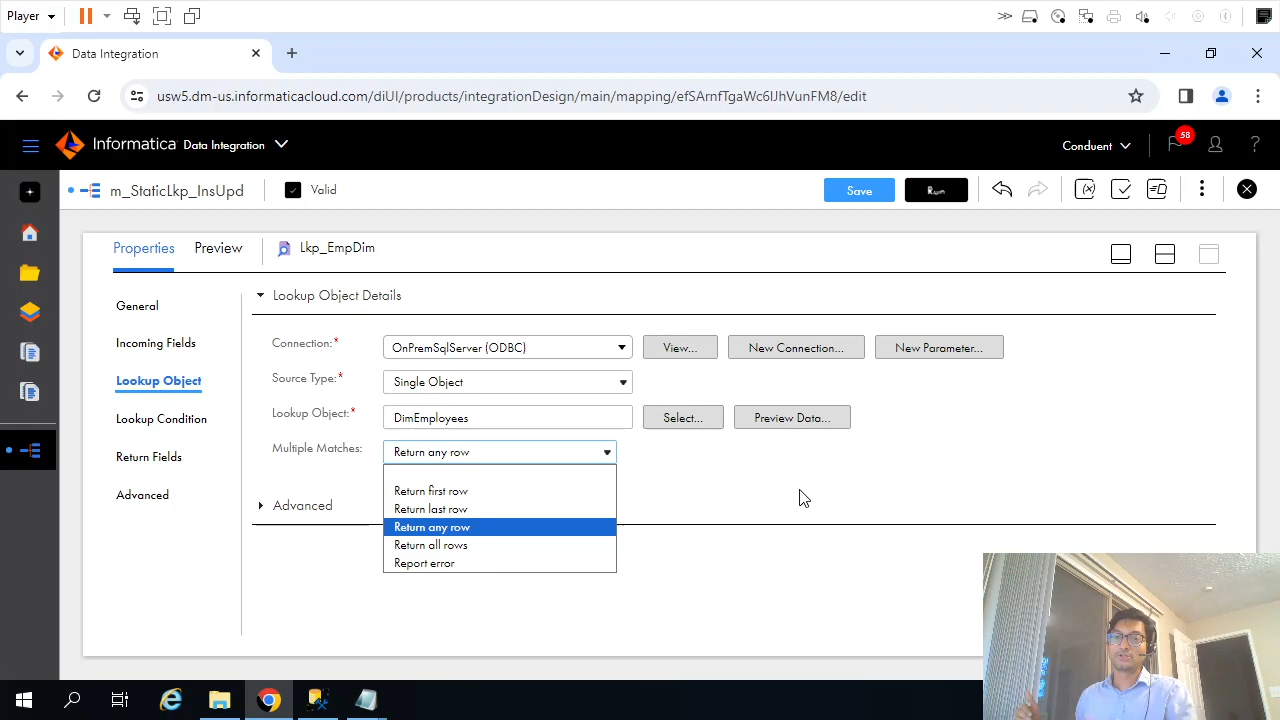 Player
Data Integration
usw5.dm-us.informaticacloud.com/diUI/products/integrationDesign/main/mapping/efSArnfTgaWc6IJhVunFM8/edit
Informatica Data Integration
Conduent
58
m_StaticLkp_InsUpd
Valid
Save
Run
Properties
Preview
Lkp_EmpDim
General
Incoming Fields
Lookup Object
Lookup Condition
Return Fields
Advanced
Lookup Object Details
Connection:*
OnPremSqlServer (ODBC)
View...
New Connection...
New Parameter...
Source Type:*
Single Object
Lookup Object:*
DimEmployees
Select...
Preview Data...
Multiple Matches:
Return any row
Return first row
Return last row
Return any row
Return all rows
Report error
Advanced